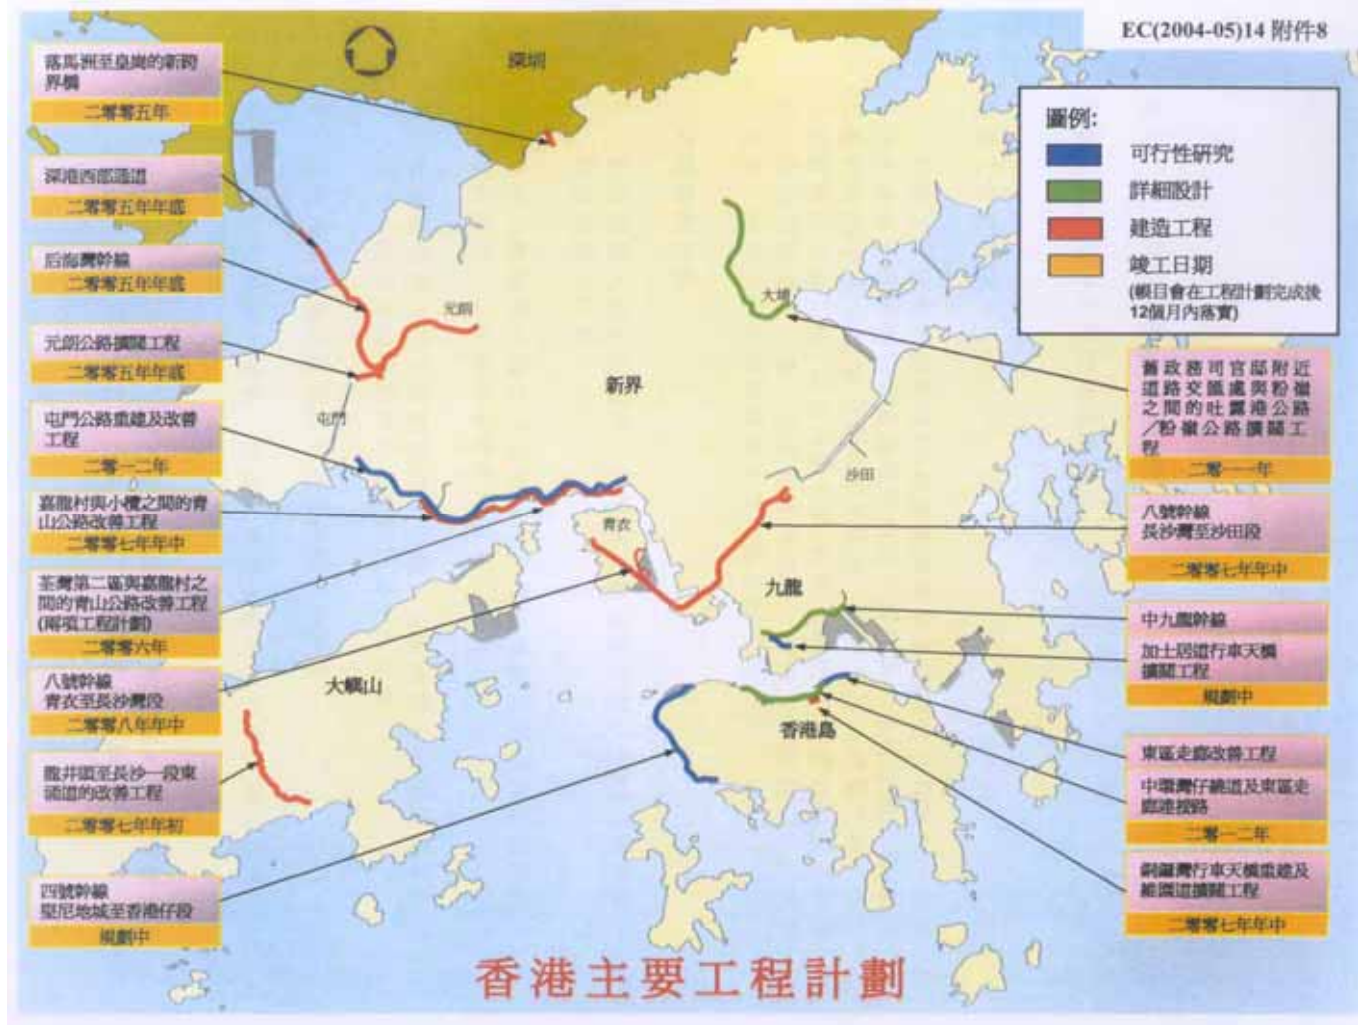 EC(2004-05)14 附件8
深圳
落馬洲至皇崗的新跨
界橋
二零零五年
深港西部通道
二零零五年年底
后海灣幹線
二零零五年年底
元朗公路擴闊工程
二零零五年年底
屯門公路重建及改善
工程
二零一二年
嘉龍村與小欖之間的青
山公路改善工程
二零零七年年中
荃灣第二區與嘉龍村之
間的青山公路改善工程
(兩項工程計劃)
二零零六年
八號幹線
青衣至長沙灣段
二零零八年年中
龍井頭至長沙一段東
涌道的改善工程
二零零七年年初
四號幹線
堅尼地城至香港仔段
規劃中
元朗
屯門
新界
大埔
沙田
青衣
九龍
大嶼山
香港島
圖例:
可行性研究
詳細設計
建造工程
竣工日期
(帳目會在工程計劃完成後
12個月內落實)
舊政務司官邸附近
道路交匯處與粉嶺
之間的吐露港公路
/粉嶺公路擴闊工
程
二零一一年
八號幹線
長沙灣至沙田段
二零零七年年中
中九龍幹線
加士居道行車天橋
擴闊工程
規劃中
東區走廊改善工程
中環灣仔繞道及東區走
廊連接路
二零一二年
銅鑼灣行車天橋重建及
維園道擴闊工程
二零零七年年中
香港主要工程計劃